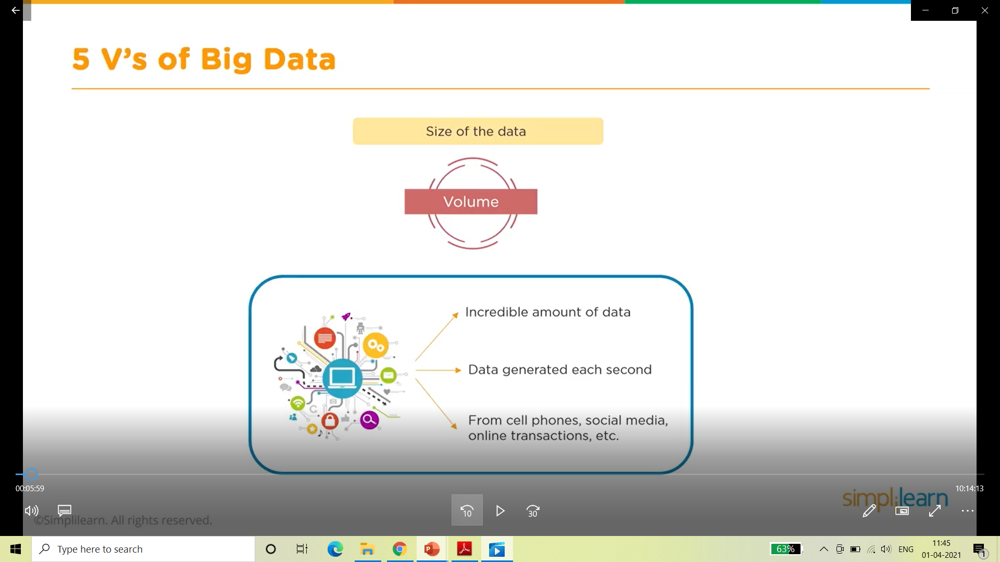 5 V's of Big Data
Size of the data
Volume
Incredible amount of data
Data generated each second
From cell phones, social media,
online transactions, etc.
00:05:59
10:14:13
simplilearn
10
30
©Simplilearn. All rights reserved.
Type here to search
63%
ENG
11:45
01-04-2021
1